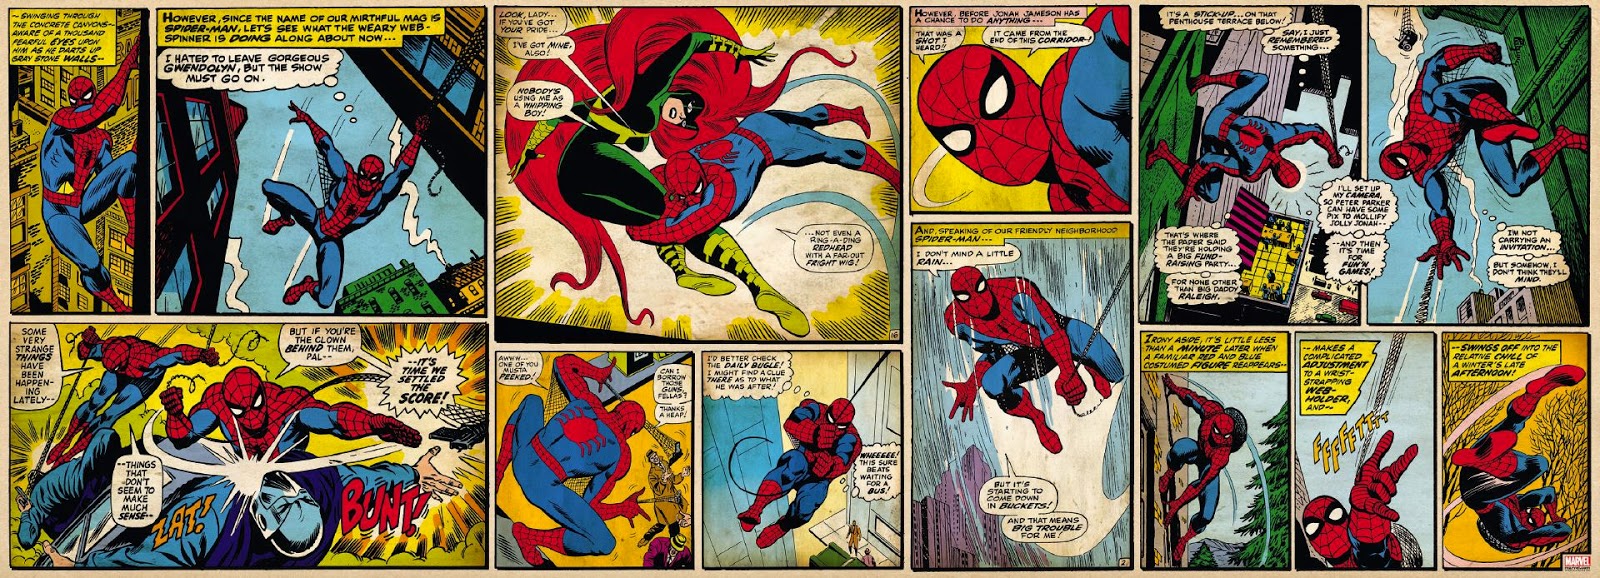 ~SWINGING THROUGH
THE CONCRETE CANYONS~
AWARE OF A THOUSAND
FEARFUL EYES UPON
HIM AS HE DARTS UP
GRAY STONE WALLS~~
HOWEVER, SINCE THE NAME OF OUR MIRTHFUL MAG IS
SPIDER-MAN, LET'S SEE WHAT THE WEARY WEB-
SPINNER IS DOING ALONG ABOUT NOW...
I HATED TO LEAVE GORGEOUS
GWENDOLYN, BUT THE SHOW
MUST GO ON.
SOME
VERY
STRANGE
THINGS
HAVE
BEEN
HAPPEN-
ING
LATELY--
BUT IF YOU'RE
THE CLOWN
BEHIND THEM,
PAL--
--IT'S
TIME WE
SETTLED
THE
SCORE!
--THINGS
THAT
DON'T
SEEM TO
MAKE
MUCH
SENSE--
ZAT!
BUNT!
LOOK, LADY...
IF YOU'VE GOT
YOUR PRIDE...
I'VE GOT MINE,
ALSO!
NOBODY'S
USING ME AS
A WHIPPING
BOY!
...NOT EVEN A
RING-A-DING
REDHEAD
WITH A FAR-OUT
FRIGHT WIG!
16
AWWW...
ONE OF YOU
MUSTA
PEEKED!
CAN I
BORROW
THOSE
GUNS,
FELLAS?
THANKS
A HEAP!
I'D BETTER CHECK
THE DAILY BUGLE!
I MIGHT FIND A CLUE
THERE AS TO WHAT
HE WAS AFTER!
WHEEEEE!
THIS SURE
BEATS
WAITING
FOR A
BUS!
HOWEVER, BEFORE JONAH JAMESON HAS
A CHANCE TO DO ANYTHING...
THAT WAS A
SHOT I
HEARD!!
IT CAME FROM THE
END OF THIS CORRIDOR--!
AND, SPEAKING OF OUR FRIENDLY NEIGHBORHOOD
SPIDER-MAN...
I DON'T MIND A LITTLE
RAIN...
BUT IT'S
STARTING TO
COME DOWN
IN BUCKETS!
AND THAT MEANS
BIG TROUBLE
FOR ME!
2
IT'S A STICK-UP... ON THAT
PENTHOUSE TERRACE BELOW!
SAY, I JUST
REMEMBERED
SOMETHING...
THAT'S WHERE
THE PAPER SAID
THEY'RE HOLDING
A BIG FUND-
RAISING PARTY...
FOR NONE OTHER
THAN BIG DADDY
RALEIGH.
I'LL SET UP
MY CAMERA,
SO PETER PARKER
CAN HAVE SOME
PIX TO MOLLIFY
JOLLY JONAH--
--AND THEN
IT'S TIME
FOR
FUN'N
GAMES!
I'M NOT
CARRYING AN
INVITATION...
BUT SOMEHOW, I
DON'T THINK THEY'LL
MIND.
IRONY ASIDE, IT'S LITTLE LESS
THAN A MINUTE LATER WHEN
A FAMILIAR RED AND BLUE
COSTUMED FIGURE REAPPEARS--
-- MAKES A
COMPLICATED
ADJUSTMENT
TO A WRIST-
STRAPPING
WEB-
HOLDER,
AND--
FFFFFTTTT
--SWINGS OFF INTO THE
RELATIVE CHILL OF
A WINTER'S LATE
AFTERNOON!
MARVEL